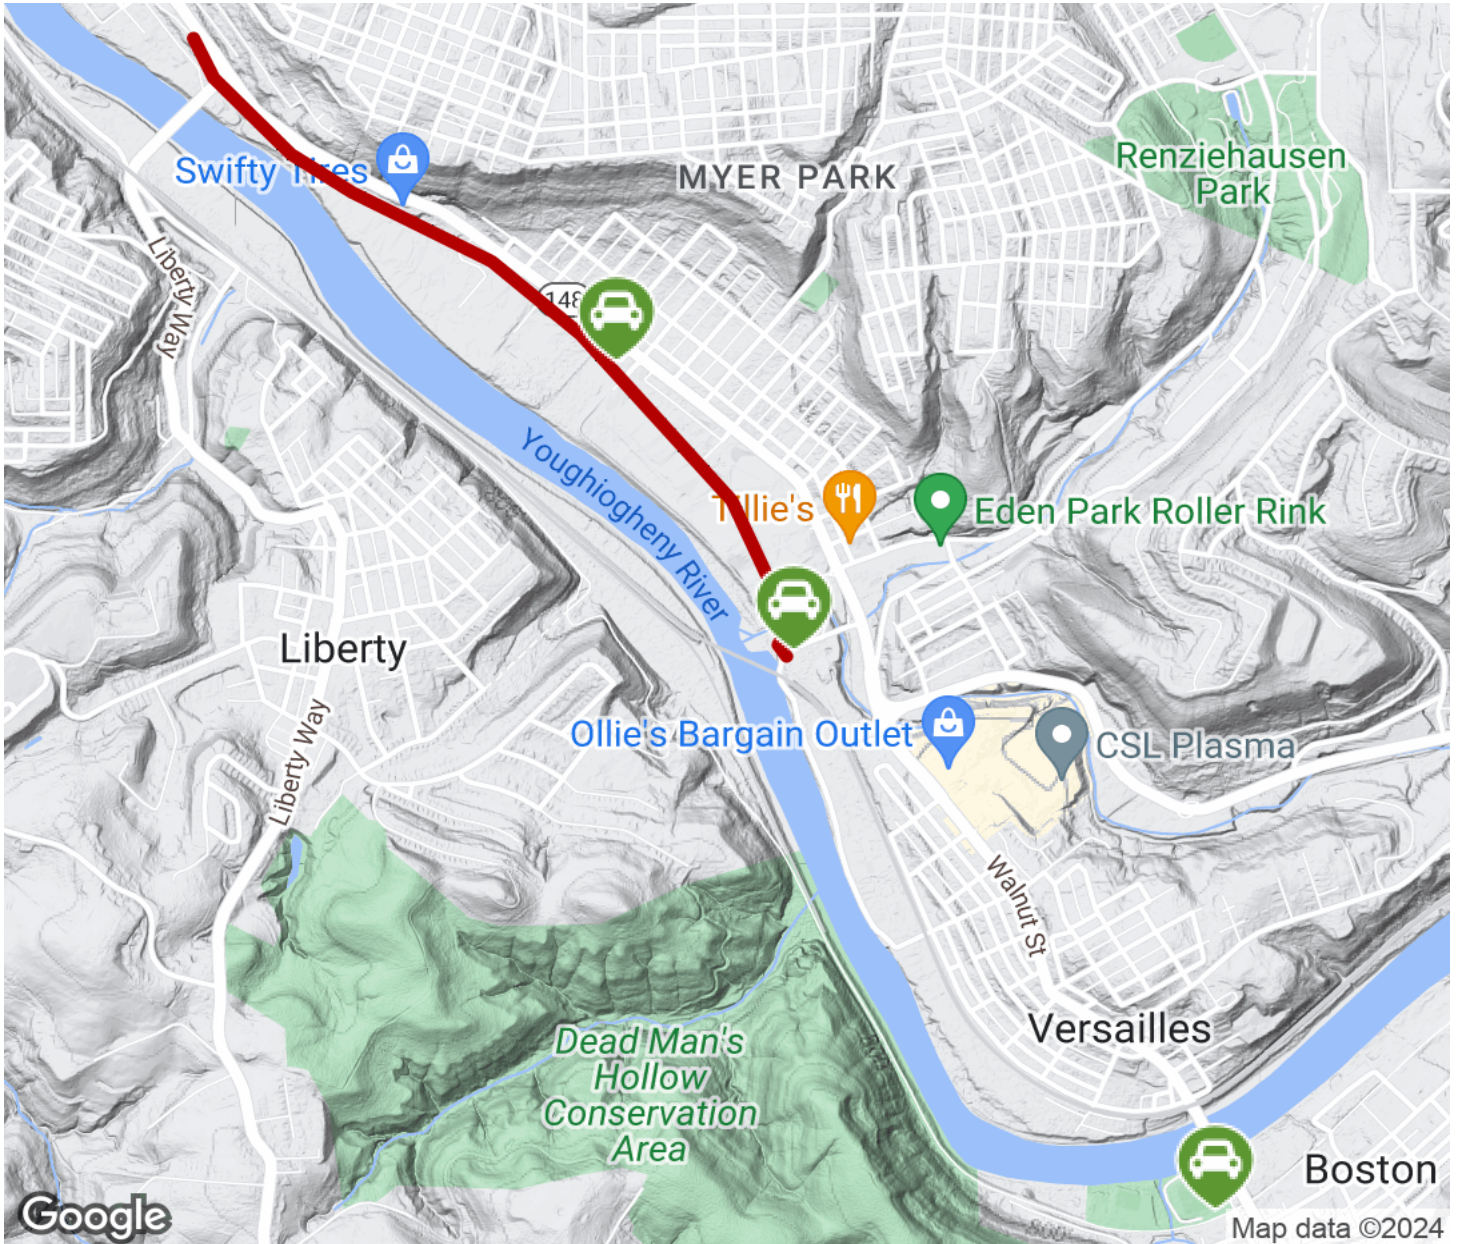 Renziehausen
Park
MYER PARK
Swifty Tires
Liberty Way
148
Youghiogheny River
Tillie's
Eden Park Roller Rink
Liberty
Liberty Way
Ollie's Bargain Outlet
CSL Plasma
Walnut St
Versailles
Dead Man's
Hollow
Conservation
Area
Boston
Google
Map data ©2024